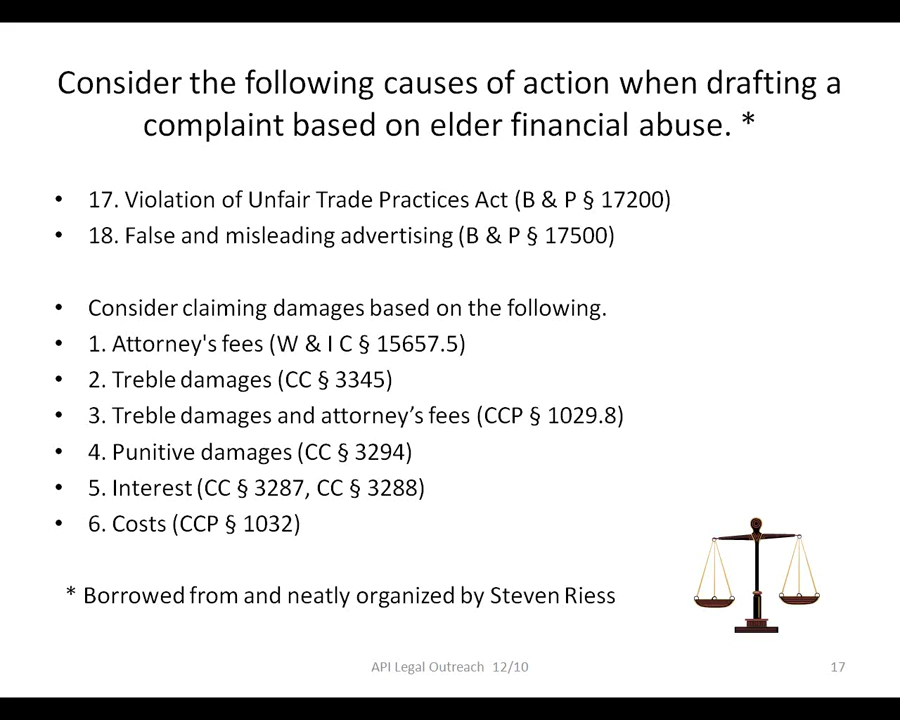 Consider the following causes of action when drafting a
complaint based on elder financial abuse. *
• 17. Violation of Unfair Trade Practices Act (B & P § 17200)
• 18. False and misleading advertising (B & P § 17500)
• Consider claiming damages based on the following.
• 1. Attorney's fees (W & I C § 15657.5)
• 2. Treble damages (CC § 3345)
• 3. Treble damages and attorney’s fees (CCP § 1029.8)
• 4. Punitive damages (CC § 3294)
• 5. Interest (CC § 3287, CC § 3288)
• 6. Costs (CCP § 1032)
* Borrowed from and neatly organized by Steven Riess
API Legal Outreach 12/10
17